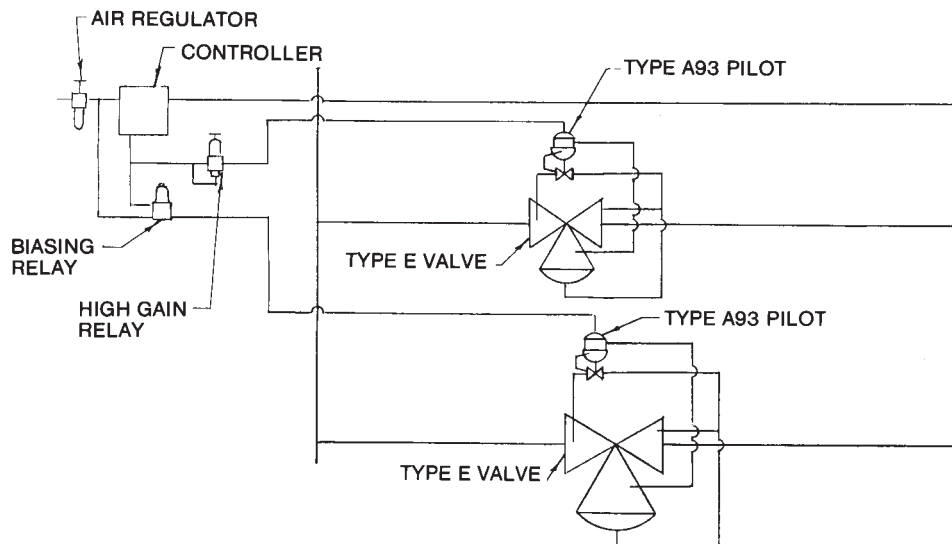 AIR REGULATOR
CONTROLLER
TYPE A93 PILOT
BIASING
RELAY
TYPE E VALVE
HIGH GAIN
RELAY
TYPE A93 PILOT
TYPE E VALVE